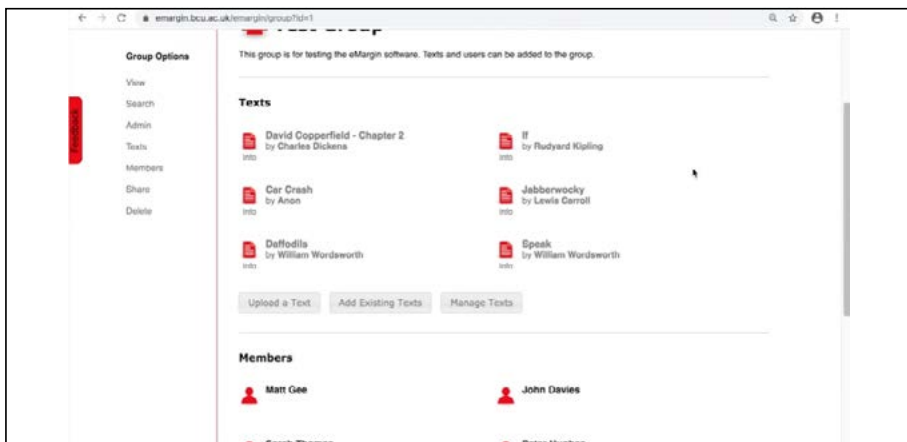 emargin.bcu.ac.uk/emargin/group?id=1
Test Group
Group Options
This group is for testing the eMargin software. Texts and users can be added to the group.
View
Search
Admin
Texts
Members
Share
Delete
Feedback
Texts
David Copperfield - Chapter 2
by Charles Dickens
info
If
by Rudyard Kipling
info
Car Crash
by Anon
info
Jabberwocky
by Lewis Carroll
info
Daffodils
by William Wordsworth
info
Speak
by William Wordsworth
info
Upload a Text
Add Existing Texts
Manage Texts
Members
Matt Gee
John Davies